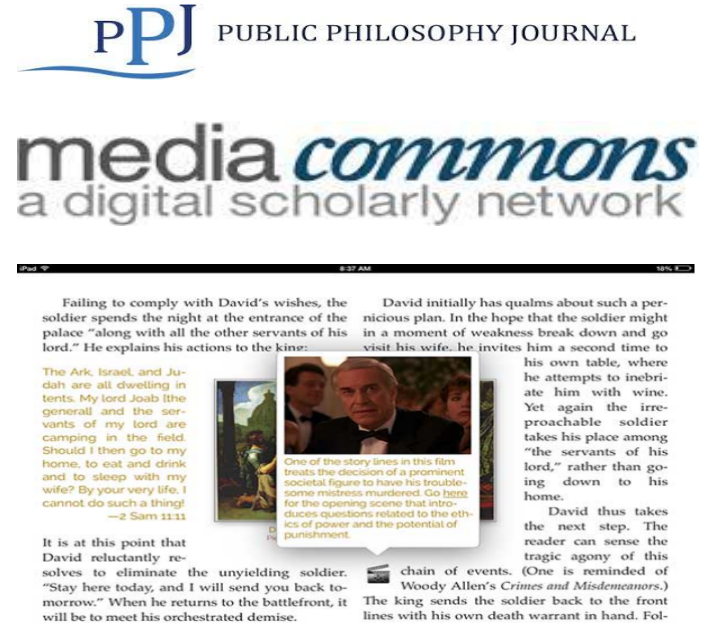 PPJ PUBLIC PHILOSOPHY JOURNAL
media commons
a digital scholarly network
iPad 8:37 AM 18%
Failing to comply with David's wishes, the
soldier spends the night at the entrance of the
palace "along with all the other servants of his
lord." He explains his actions to the king:
The Ark, Israel, and Ju-
dah are all dwelling in
tents. My lord Joab [the
general] and the ser-
vants of my lord are
camping in the field.
Should I then go to my
home, to eat and drink
and to sleep with my
wife? By your very life, I
cannot do such a thing!
—2 Sam 11:11
It is at this point that
David reluctantly re-
solves to eliminate the unyielding soldier.
"Stay here today, and I will send you back to-
morrow." When he returns to the battlefront, it
will be to meet his orchestrated demise.
One of the story lines in this film
treats the decision of a prominent
societal figure to have his trouble-
some mistress murdered. Go here
for the opening scene that intro-
duces questions related to the eth-
ics of power and the potential of
punishment.
David initially has qualms about such a per-
nicious plan. In the hope that the soldier might
in a moment of weakness break down and go
visit his wife, he invites him a second time to
his own table, where
he attempts to inebri-
ate him with wine.
Yet again the irre-
proachable soldier
takes his place among
"the servants of his
lord," rather than go-
ing down to his
home.
David thus takes
the next step. The
reader can sense the
tragic agony of this
chain of events. (One is reminded of
Woody Allen's Crimes and Misdemeanors.)
The king sends the soldier back to the front
lines with his own death warrant in hand. Fol-